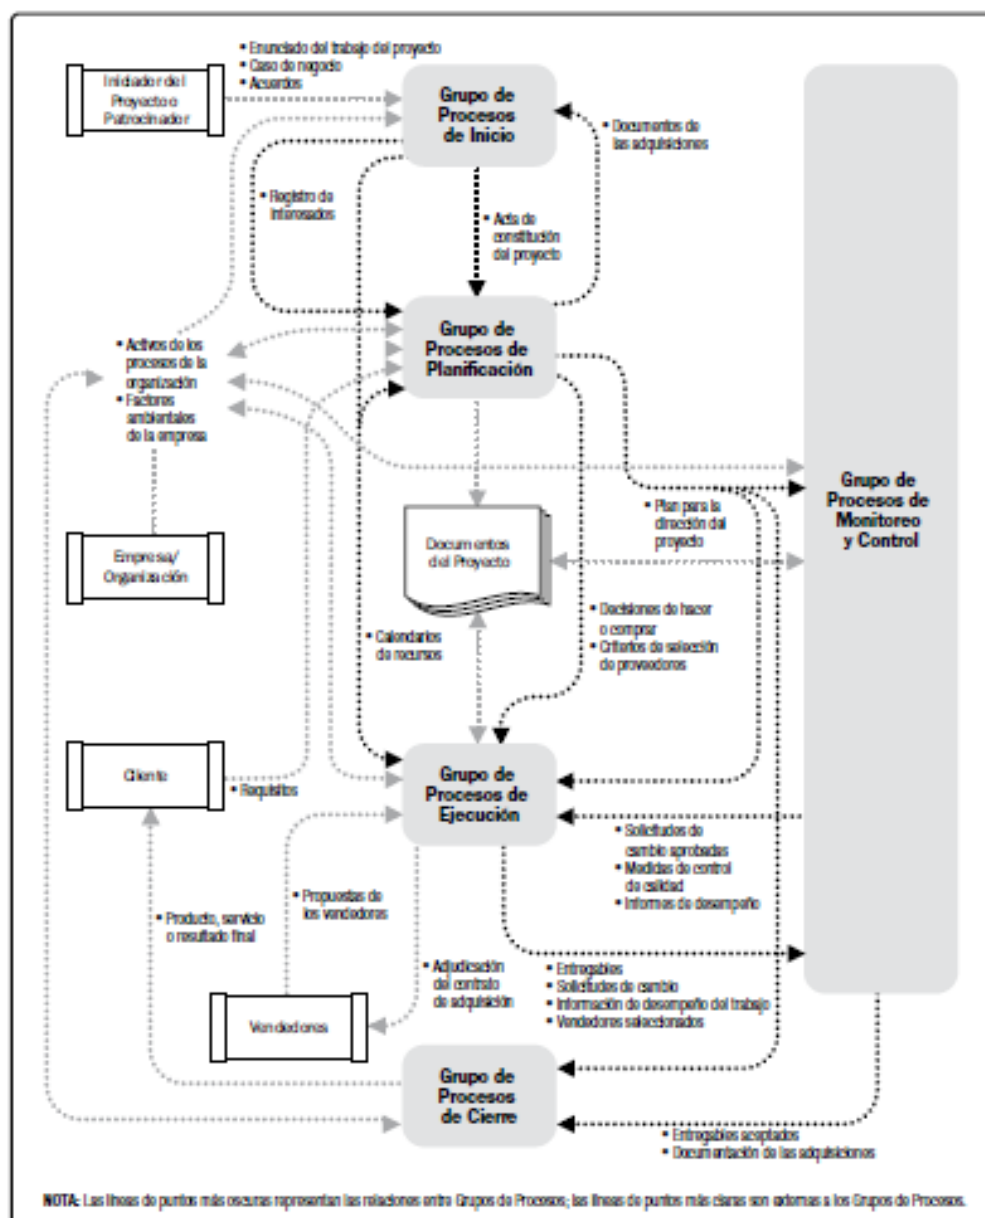 ▪ Enunciado del trabajo del proyecto
▪ Caso de negocio
▪ Acuerdos
Iniciador del
Proyecto o
Patrocinador
Grupo de
Procesos
de Inicio
▪ Documentos de
las adquisiciones
▪ Registro de
Interesados
▪ Acta de
constitución
del proyecto
Grupo de
Procesos de
Planificación
▪ Activos de los
procesos de la
organización
▪ Factores
ambientales
de la empresa
Grupo de
Procesos de
Monitoreo
y Control
▪ Plan para la
dirección del
proyecto
Empresa/
Organización
Documentos
del Proyecto
▪ Calendarios
de recursos
▪ Decisiones de hacer
o comprar
▪ Criterios de selección
de proveedores
Cliente
▪ Requisitos
Grupo de
Procesos de
Ejecución
▪ Solicitudes de
cambio aprobadas
▪ Medidas de control
de calidad
▪ Informes de desempeño
▪ Propuestas de
los vendedores
▪ Producto, servicio
o resultado final
▪ Adjudicación
del contrato
de adquisición
▪ Entregables
▪ Solicitudes de cambio
▪ Información de desempeño del trabajo
▪ Vendedores seleccionados
Vendedores
Grupo de
Procesos
de Cierre
▪ Entregables aceptados
▪ Documentación de las adquisiciones
NOTA: Las líneas de puntos más oscuras representan las relaciones entre Grupos de Procesos; las líneas de puntos más claras son externas a los Grupos de Procesos.